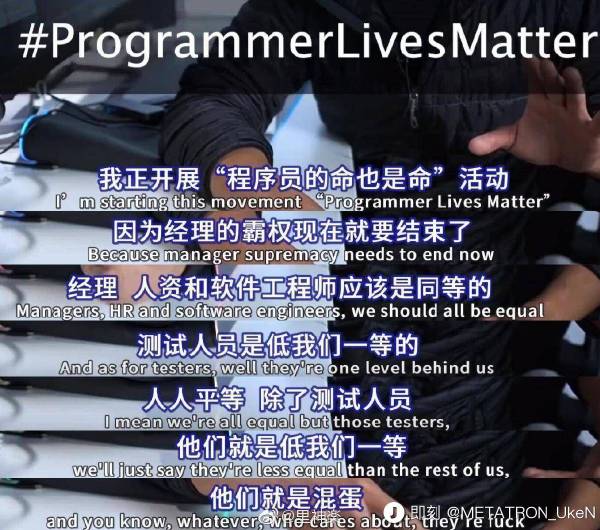 #ProgrammerLivesMatter
我正开展“程序员的命也是命”活动
I'm starting this movement “Programmer Lives Matter”
因为经理的霸权现在就要结束了
Because manager supremacy needs to end now
经理 人资和软件工程师应该是同等的
Managers, HR and software engineers, we should all be equal
测试人员是低我们一等的
And as for testers, well they're one level behind us
人人平等 除了测试人员
I mean we're all equal but those testers,
他们就是低我们一等
we'll just say they're less equal than the rest of us,
他们就是混蛋
and you know, whatever, who cares about, they're
即刻 @METATRON_UkeN